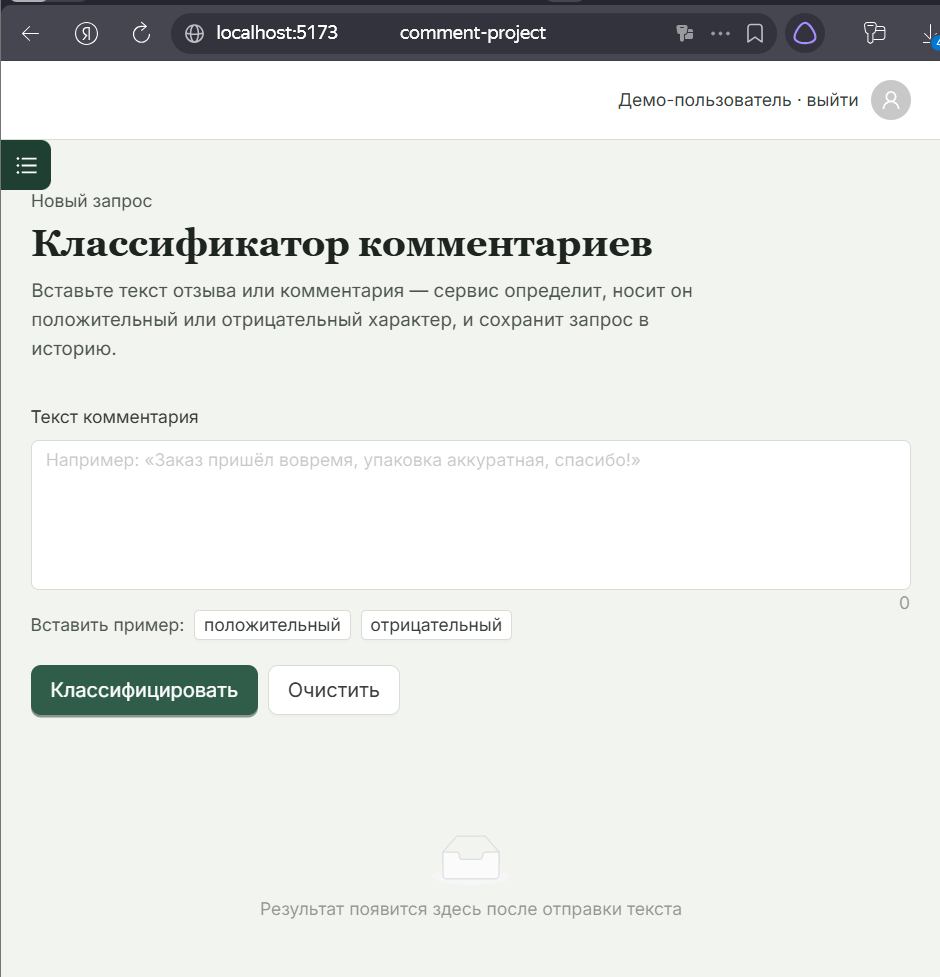 Я localhost:5173 comment-project
Демо-пользователь · выйти
Новый запрос
Классификатор комментариев
Вставьте текст отзыва или комментария — сервис определит, носит он
положительный или отрицательный характер, и сохранит запрос в
историю.
Текст комментария
Например: «Заказ пришёл вовремя, упаковка аккуратная, спасибо!»
0
Вставить пример: положительный отрицательный
Классифицировать Очистить
Результат появится здесь после отправки текста